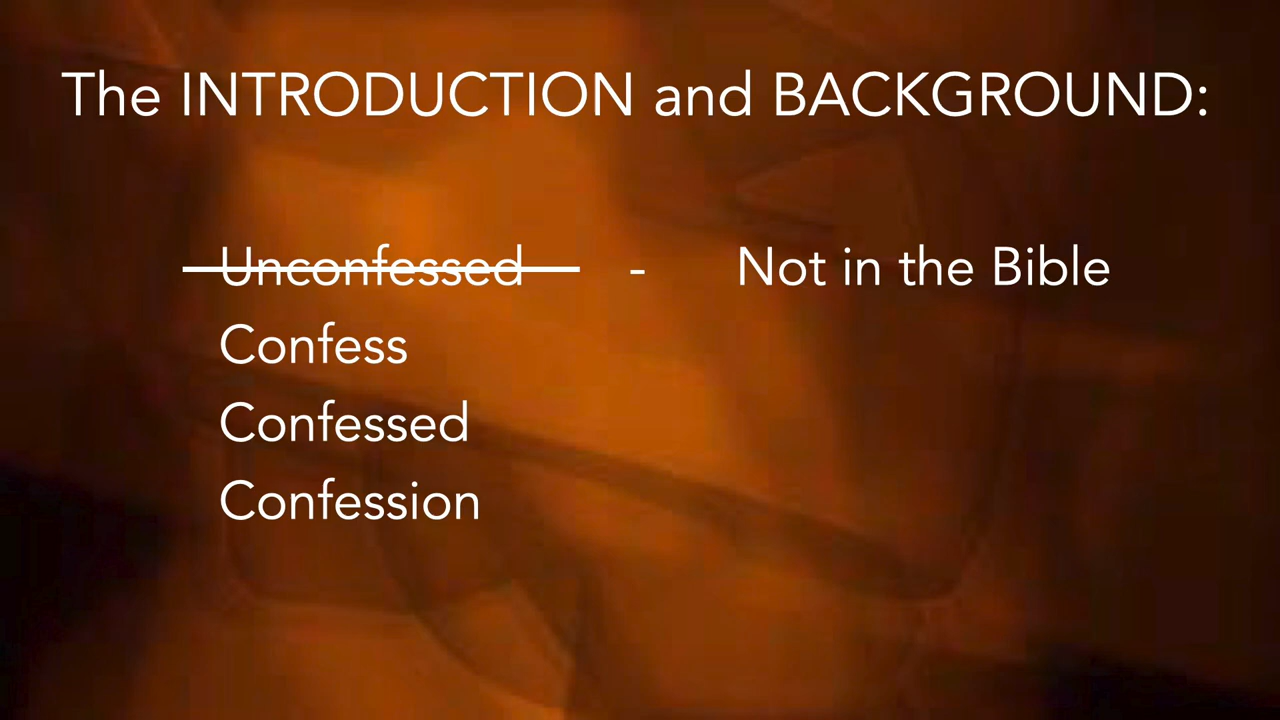 The INTRODUCTION and BACKGROUND:
Unconfessed - Not in the Bible
Confess
Confessed
Confession